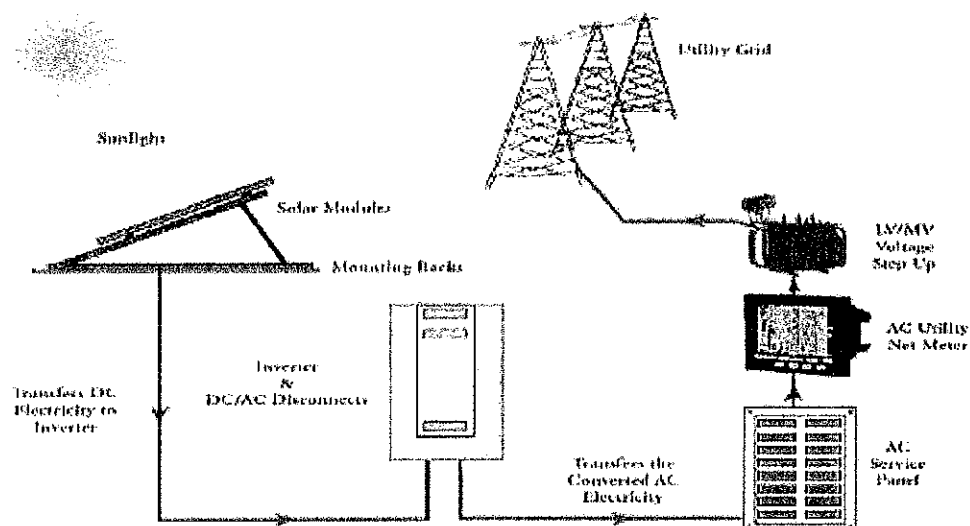 Utility Grid
Sunlight
Solar Modules
Mounting Racks
LV/MV
Voltage
Step Up
AC Utility
Net Meter
Inverter
&
DC/AC Disconnects
Transfers DC
Electricity to
Inverter
Transfers the
Converted AC
Electricity
AC
Service
Panel